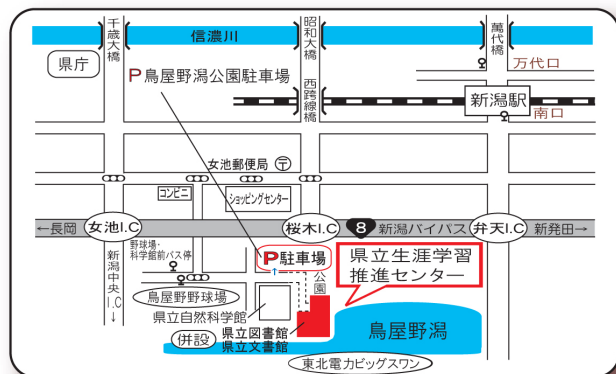 千歳大橋
信濃川
昭和大橋
萬代橋
県庁
P鳥屋野潟公園駐車場
西跨線橋
万代口
新潟駅
南口
女池郵便局
〒
コンビニ
ショッピングセンター
←長岡
女池I.C
桜木I.C
8
新潟バイパス
弁天I.C
新発田→
新潟中央I.C↓
野球場・
科学館前バス停
P駐車場
公園
県立生涯学習
推進センター
鳥屋野野球場
県立自然科学館
併設
県立図書館
県立文書館
鳥屋野潟
東北電力ビッグスワン